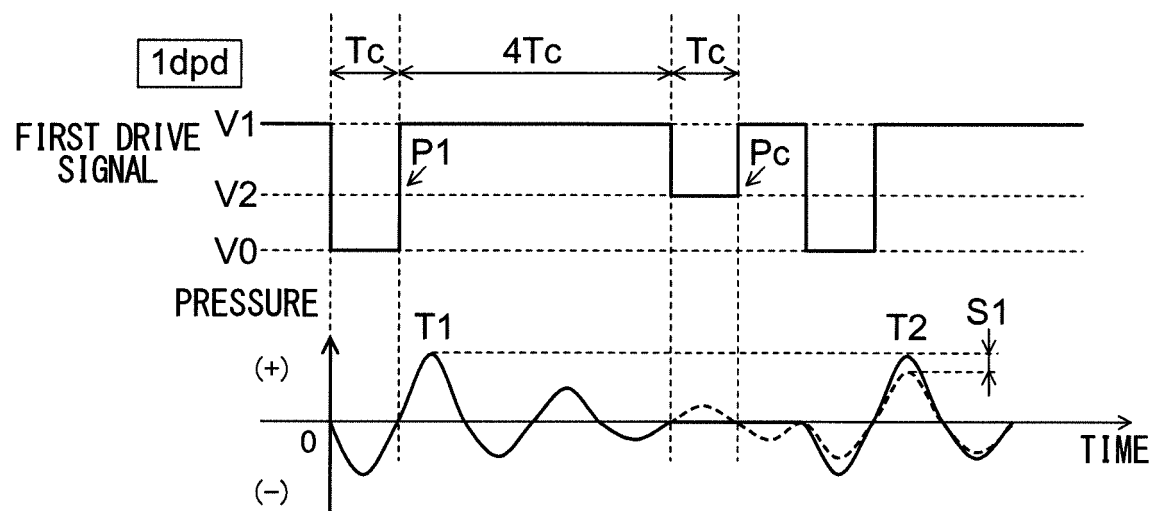 1dpd
Tc 4Tc Tc
FIRST DRIVE
SIGNAL
V1
P1
Pc
V2
V0
PRESSURE
T1
T2
S1
(+)
0
TIME
(−)